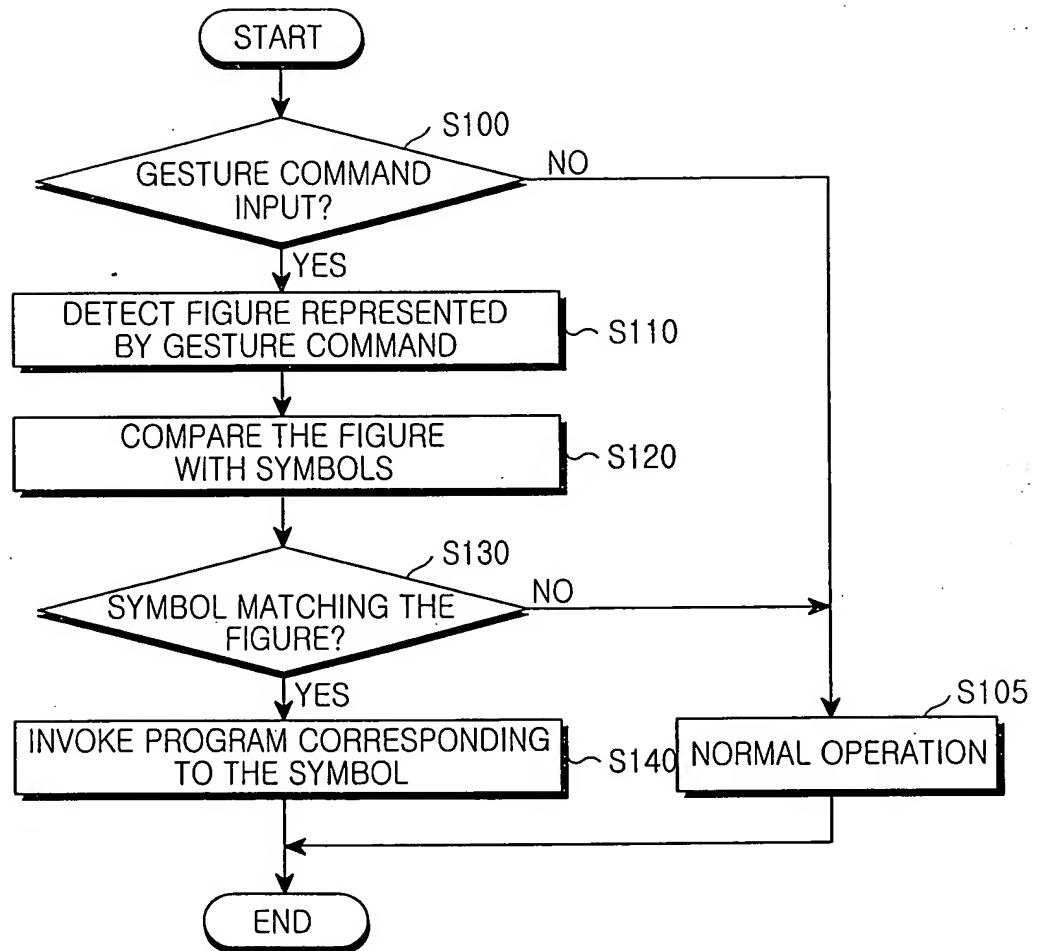 START
S100
GESTURE COMMAND
INPUT?
NO
YES
DETECT FIGURE REPRESENTED
BY GESTURE COMMAND
S110
COMPARE THE FIGURE
WITH SYMBOLS
S120
S130
SYMBOL MATCHING THE
FIGURE?
NO
YES
S105
INVOKE PROGRAM CORRESPONDING
TO THE SYMBOL
S140
NORMAL OPERATION
END